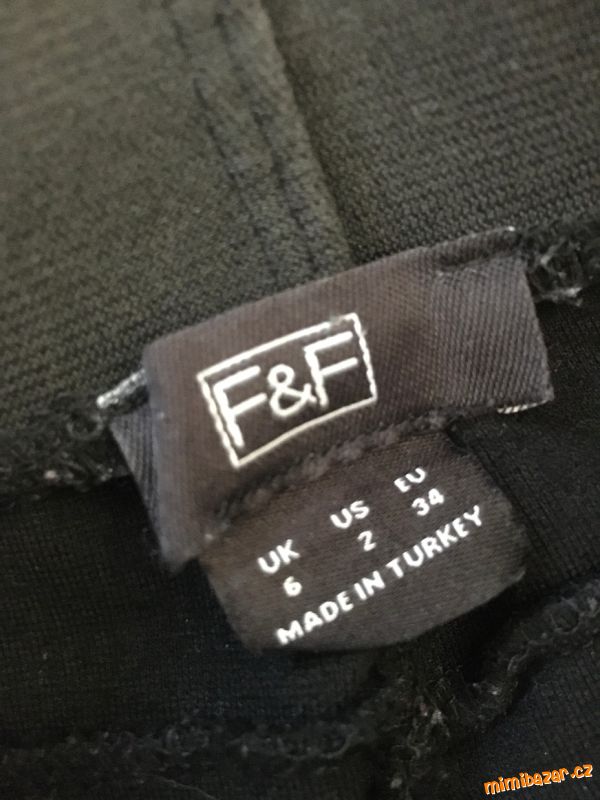 F&F
UK US EU
6 2 34
MADE IN TURKEY
mimibazar.cz